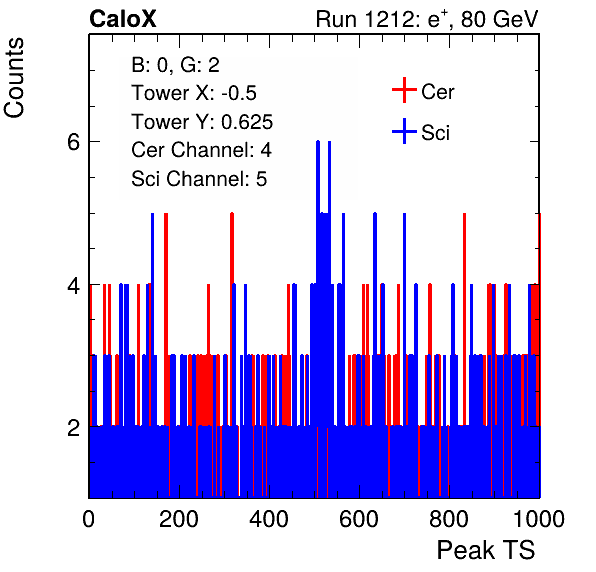 CaloX Run 1212: e+, 80 GeV
Counts
B: 0, G: 2
Tower X: -0.5
Tower Y: 0.625
Cer Channel: 4
Sci Channel: 5
Cer
Sci
6
4
2
0 200 400 600 800 1000
Peak TS